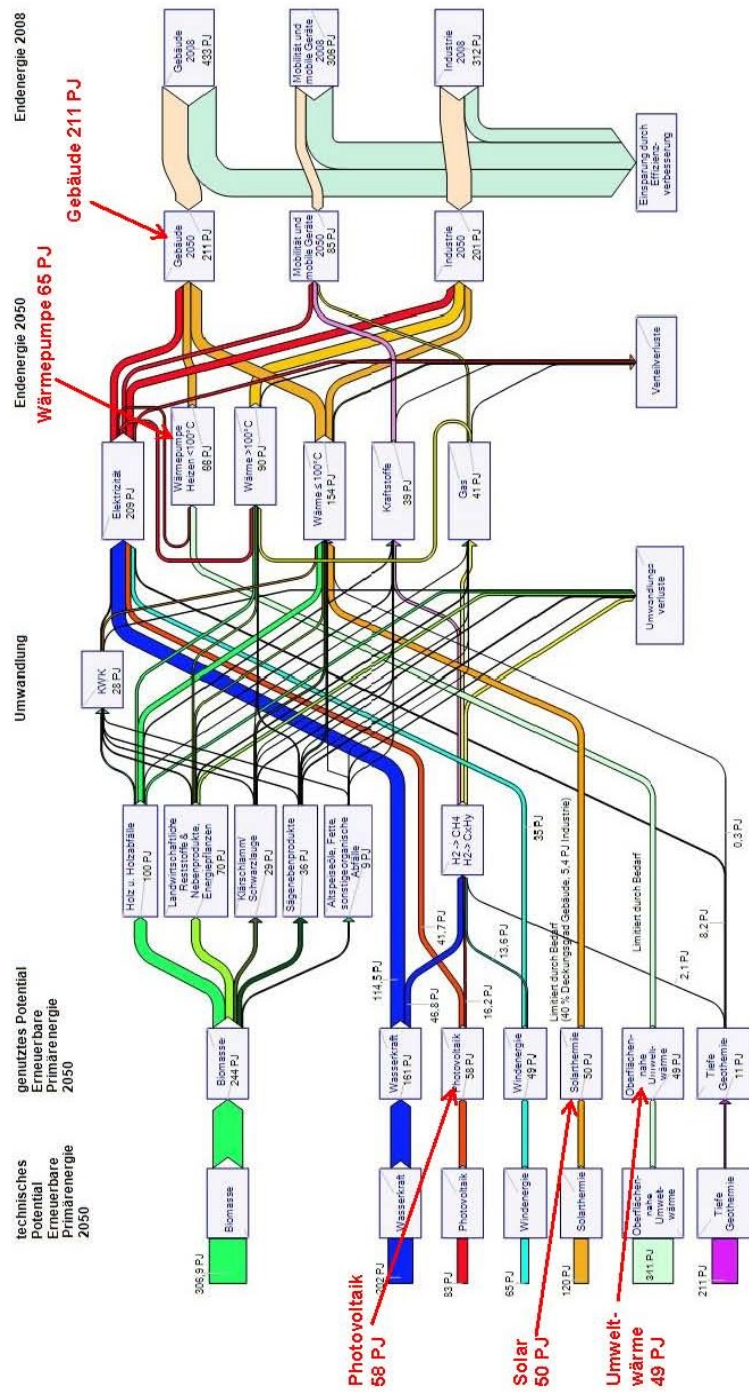 technisches
Potential
Erneuerbare
Primärenergie
2050
genutztes Potential
Erneuerbare
Primärenergie
2050
Umwandlung
Endenergie 2050
Endenergie 2008
306,9 PJ
Biomasse
202 PJ
Wasserkraft
83 PJ
Photovoltaik
65 PJ
Windenergie
120 PJ
Solarthermie
341 PJ
Oberflächen-
nahe
Umwelt-
wärme
211 PJ
Tiefe
Geothermie
Biomasse
244 PJ
Wasserkraft
161 PJ
Photovoltaik
58 PJ
Windenergie
49 PJ
Solarthermie
50 PJ
Oberflächen-
nahe
Umwelt-
wärme
49 PJ
Tiefe
Geothermie
11 PJ
114,5 PJ
46,8 PJ
41,7 PJ
16,2 PJ
13,6 PJ
35 PJ
Limitiert durch Bedarf
(40 % Deckungsgrad Gebäude, 5,4 PJ Industrie)
Limitiert durch Bedarf
2,1 PJ
8,2 PJ
0,3 PJ
Holz u. Holzabfälle
100 PJ
Landwirtschaftliche
Reststoffe &
Nebenprodukte,
Energiepflanzen
70 PJ
Klärschlamm/
Schwarzlauge
29 PJ
Sägenebenprodukte
36 PJ
Altspeiseöle, Fette,
sonstige organische
Abfälle
9 PJ
H2 -> CH4
H2-> CxHy
KWK
28 PJ
Umwandlungs
verluste
Elektrizität
209 PJ
Wärmepumpe
Heizen <100°C
66 PJ
Wärme >100°C
90 PJ
Wärme ≤ 100°C
154 PJ
Kraftstoffe
39 PJ
Gas
41 PJ
Verteilverluste
Gebäude
2050
211 PJ
Mobilität und
mobile Geräte
2050
85 PJ
Industrie
2050
201 PJ
Gebäude
2008
433 PJ
Mobilität und
mobile Geräte
2008
306 PJ
Industrie
2008
312 PJ
Einsparung durch
Effizienz-
verbesserung
Photovoltaik
58 PJ
Solar
50 PJ
Umwelt-
wärme
49 PJ
Wärmepumpe 65 PJ
Gebäude 211 PJ